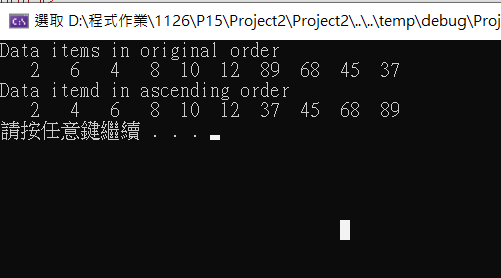 選取 D:\程式作業\1126\P15\Project2\Project2\..\..\temp\debug\Proj
Data items in original order
2 6 4 8 10 12 89 68 45 37
Data itemd in ascending order
2 4 6 8 10 12 37 45 68 89
請按任意鍵繼續 . . .